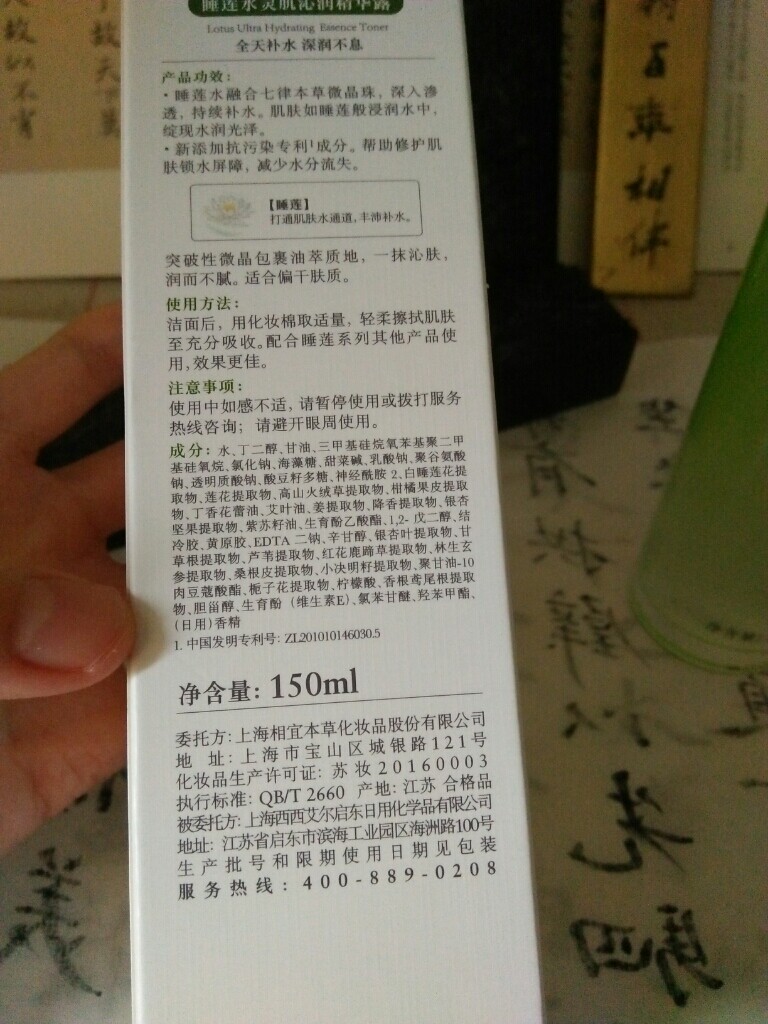 睡莲水灵肌沁润精华露
Lotus Ultra Hydrating Essence Toner
全天补水 深润不息
产品功效:
·睡莲水融合七律本草微晶珠，深入渗
透，持续补水。肌肤如睡莲般浸润水中，
绽现水润光泽。
·新添加抗污染专利¹成分。帮助修护肌
肤锁水屏障，减少水分流失。
【睡莲】
打通肌肤水通道，丰沛补水。
突破性微晶包裹油萃质地，一抹沁肤，
润而不腻。适合偏干肤质。
使用方法:
洁面后，用化妆棉取适量，轻柔擦拭肌肤
至充分吸收。配合睡莲系列其他产品使
用，效果更佳。
注意事项:
使用中如感不适，请暂停使用或拨打服务
热线咨询；请避开眼周使用。
成分: 水、丁二醇、甘油、三甲基硅烷氧苯基聚二甲
基硅氧烷、氯化钠、海藻糖、甜菜碱、乳酸钠、聚谷氨酸
钠、透明质酸钠、酸豆籽多糖、神经酰胺 2、白睡莲花提
取物、莲花提取物、高山火绒草提取物、柑橘果皮提取
物、丁香花蕾油、艾叶油、姜提取物、降香提取物、银杏
坚果提取物、紫苏籽油、生育酚乙酸酯、1,2-戊二醇、结
冷胶、黄原胶、EDTA 二钠、辛甘醇、银杏叶提取物、甘
草根提取物、芦苇提取物、红花鹿蹄草提取物、林生玄
参提取物、桑根皮提取物、小决明籽提取物、聚甘油-10
肉豆蔻酸酯、栀子花提取物、柠檬酸、香根鸢尾根提取
物、胆甾醇、生育酚（维生素E）、氯苯甘醚、羟苯甲酯、
(日用)香精
1. 中国发明专利号: ZL201010146030.5
净含量: 150ml
委托方: 上海相宜本草化妆品股份有限公司
地 址: 上海市宝山区城银路121号
化妆品生产许可证: 苏妆20160003
执行标准: QB/T 2660 产地: 江苏 合格品
被委托方: 上海西西艾尔启东日用化学品有限公司
地址: 江苏省启东市滨海工业园区海洲路100号
生产批号和限期使用日期见包装
服务热线: 400-889-0208